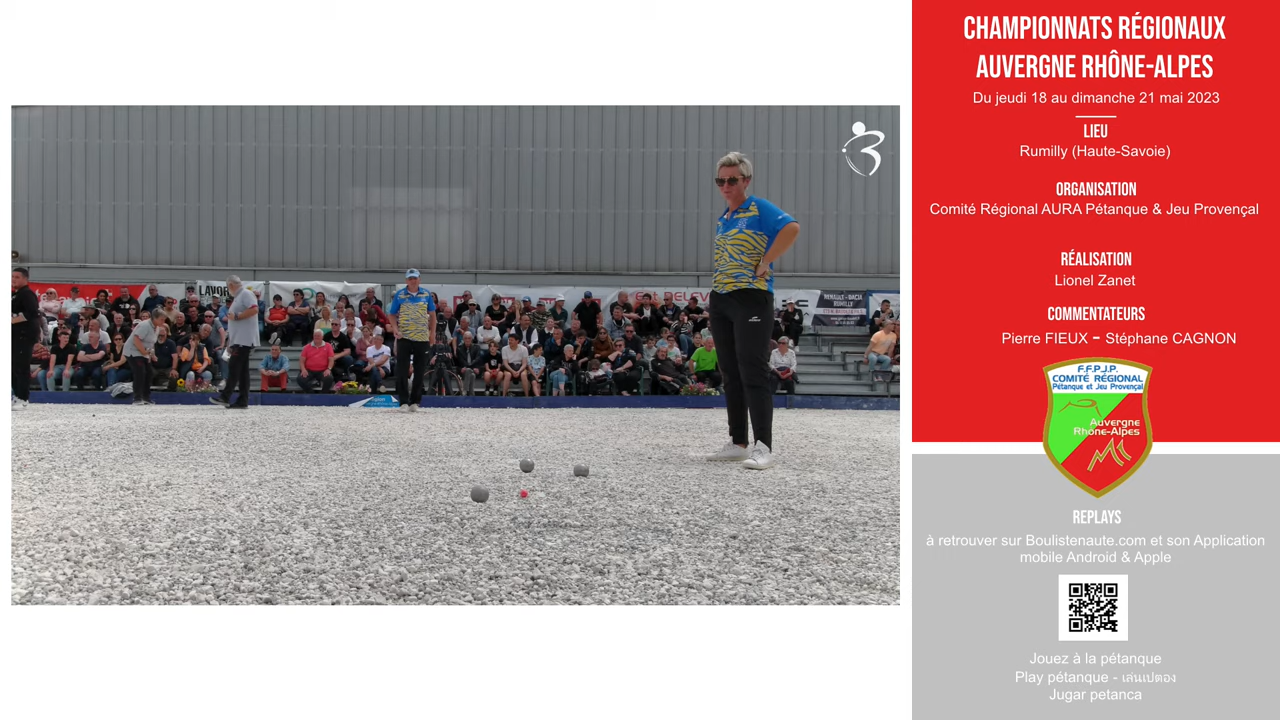 CHAMPIONNATS RÉGIONAUX
AUVERGNE RHÔNE-ALPES
Du jeudi 18 au dimanche 21 mai 2023
LIEU
Rumilly (Haute-Savoie)
ORGANISATION
Comité Régional AURA Pétanque & Jeu Provençal
RÉALISATION
Lionel Zanet
COMMENTATEURS
Pierre FIEUX - Stéphane CAGNON
F.F.P.J.P.
COMITÉ RÉGIONAL
Pétanque et Jeu Provençal
Auvergne
Rhône-Alpes
REPLAYS
à retrouver sur Boulistenaute.com et son Application
mobile Android & Apple
Jouez à la pétanque
Play pétanque - เล่นเปตอง
Jugar petanca
RENAULT - DACIA
RUMILLY